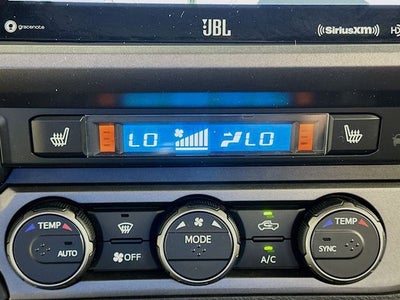 gracenote JBL SiriusXM
LO LO
TEMP MODE TEMP
AUTO OFF A/C SYNC